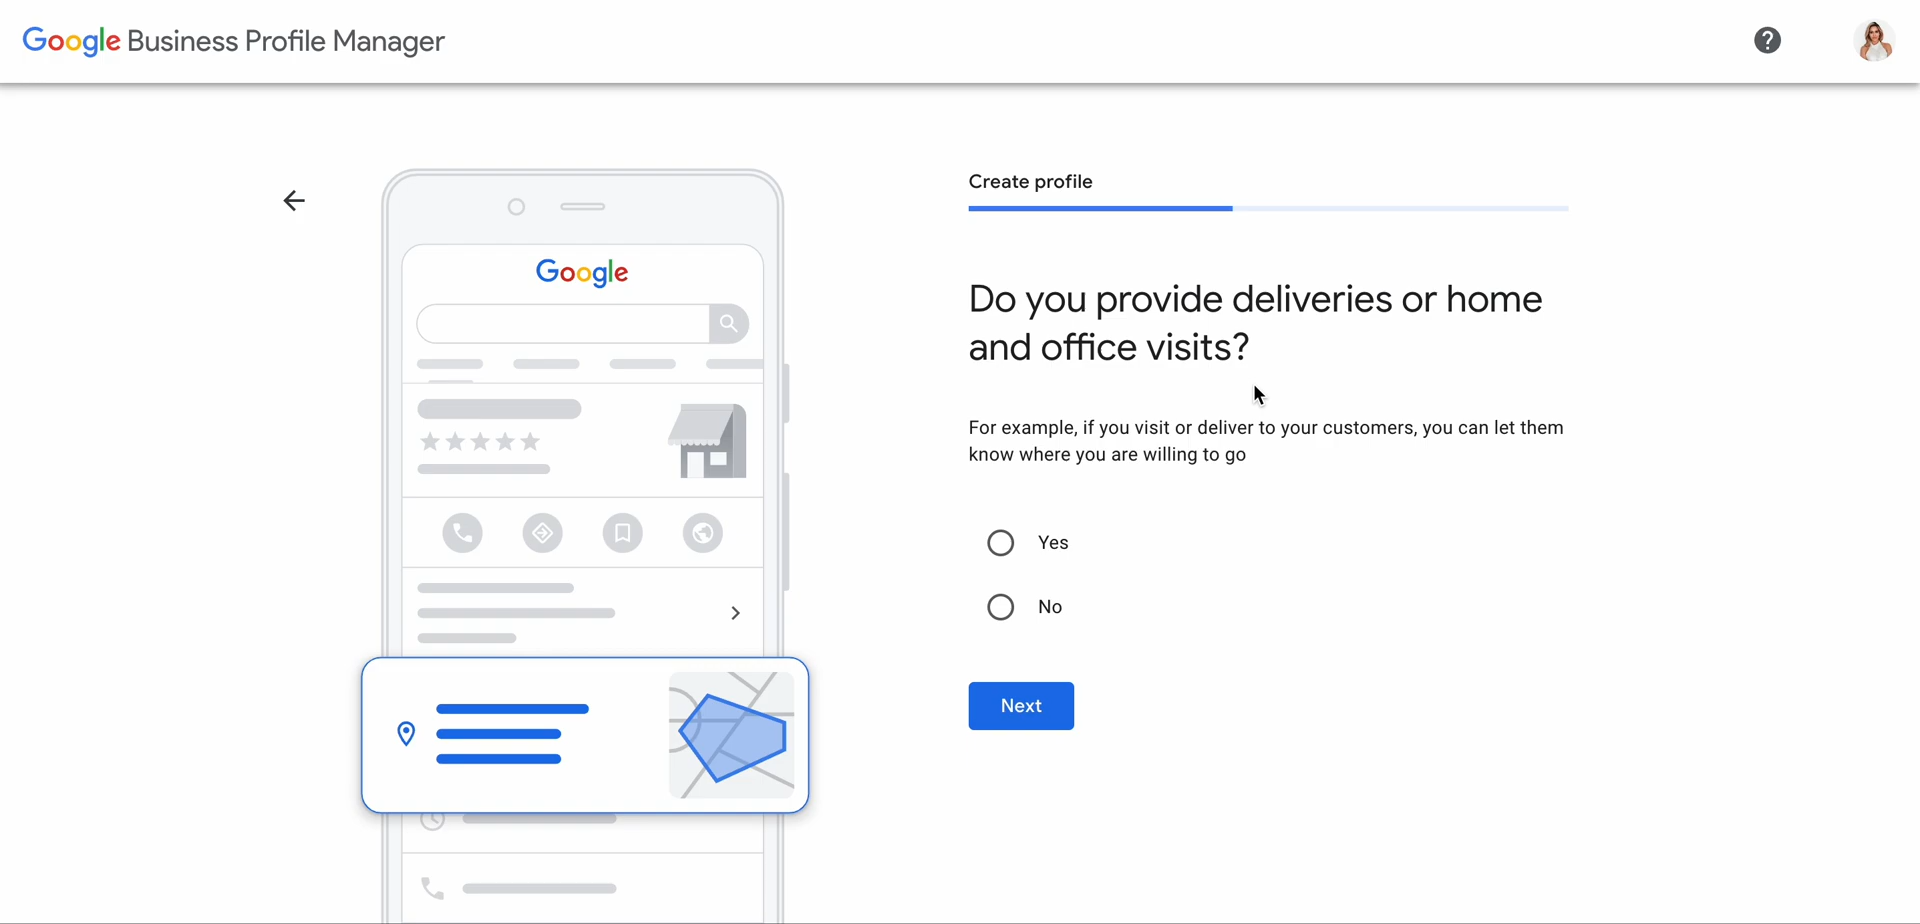 Google Business Profile Manager
Create profile
Google
Do you provide deliveries or home
and office visits?
For example, if you visit or deliver to your customers, you can let them
know where you are willing to go
Yes
No
Next